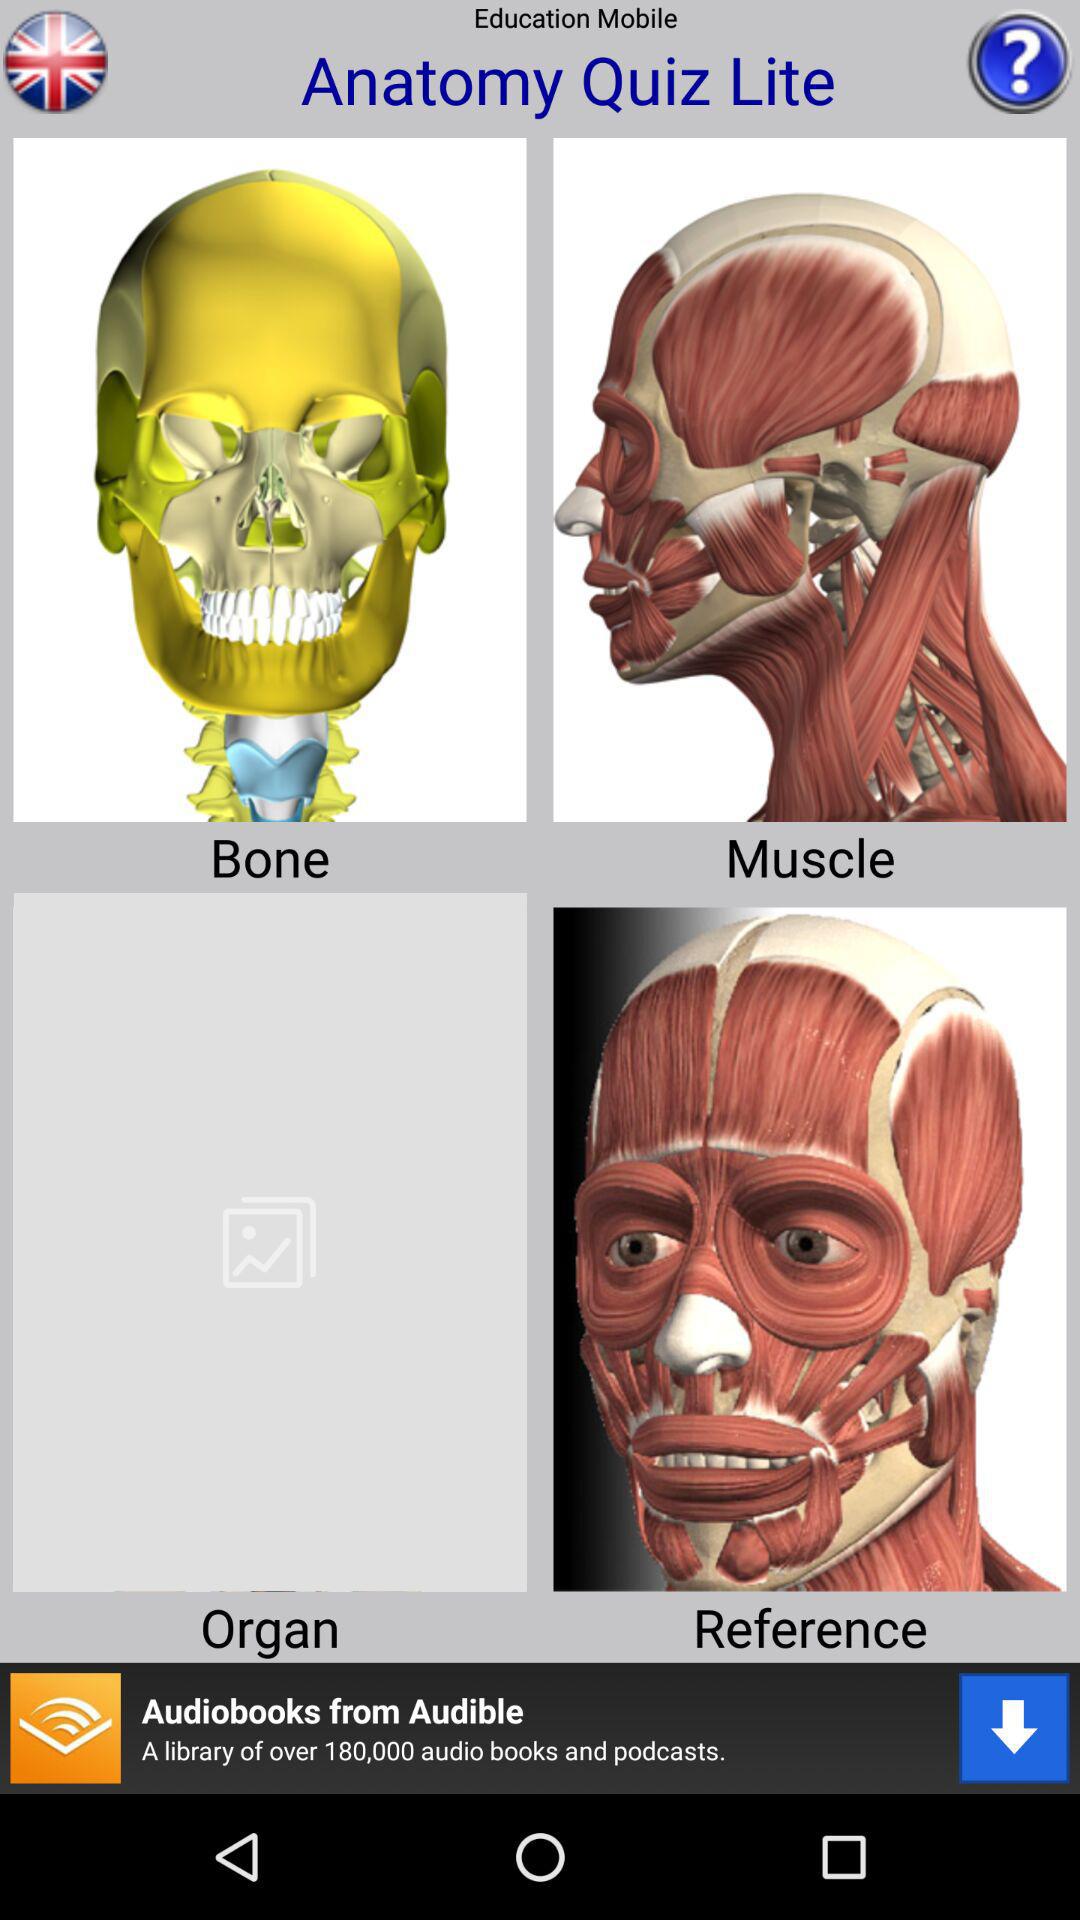 Education Mobile
Anatomy Quiz Lite
?
Bone
Muscle
Organ
Reference
Audiobooks from Audible
A library of over 180,000 audio books and podcasts.